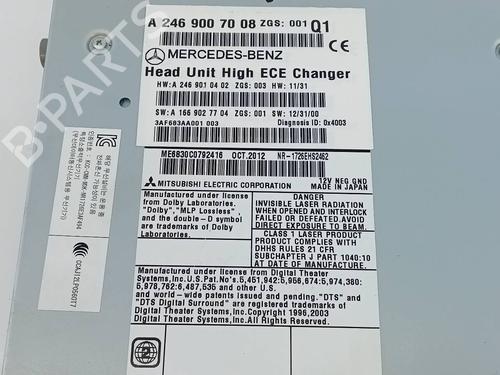 A 246 900 70 08 ZGS: 001 Q1
MERCEDES-BENZ
CE
Head Unit High ECE Changer
HW: A 246 901 04 02 ZGS: 003 HW: 11/31
SW: A 166 902 77 04 ZGS: 001 SW: 12/31/00
3AF683AA001 003 Diagnosis ID: 0x4003
ME6830C0792416 OCT.2012 NR-1726EHS2462
MITSUBISHI ELECTRIC CORPORATION
12V NEG GND
MADE IN JAPAN
Manufactured under license
from Dolby Laboratories.
"Dolby","MLP Lossless",
and the double-D symbol
are trademarks of Dolby
Laboratories.
DANGER
INVISIBLE LASER RADIATION
WHEN OPENED AND INTERLOCK
FAILED OR DEFEATED.AVOID
DIRECT EXPOSURE TO BEAM.
CLASS 1 LASER PRODUCT
THIS PRODUCT COMPLIES
WITH DHHS RULES 21 CFR
SUBCHAPTER J PART 1040:10
AT DATE OF MANUFACTURE.
Manufactured under license from Digital Theater
Systems,Inc.U.S.Pat.No's 5,451,942;5,956,674;5,974,380;
5,978,762;6,487,535 and other U.S.
and world-wide patents issued and pending."DTS" and
"DTS Digital Surround" are registered trademarks of
Digital Theater Systems,Inc.Copyright 1996,2003
Digital Theater Systems,Inc.All Rights Reserved.
CCAJ12LP0560T7
B-PARTS